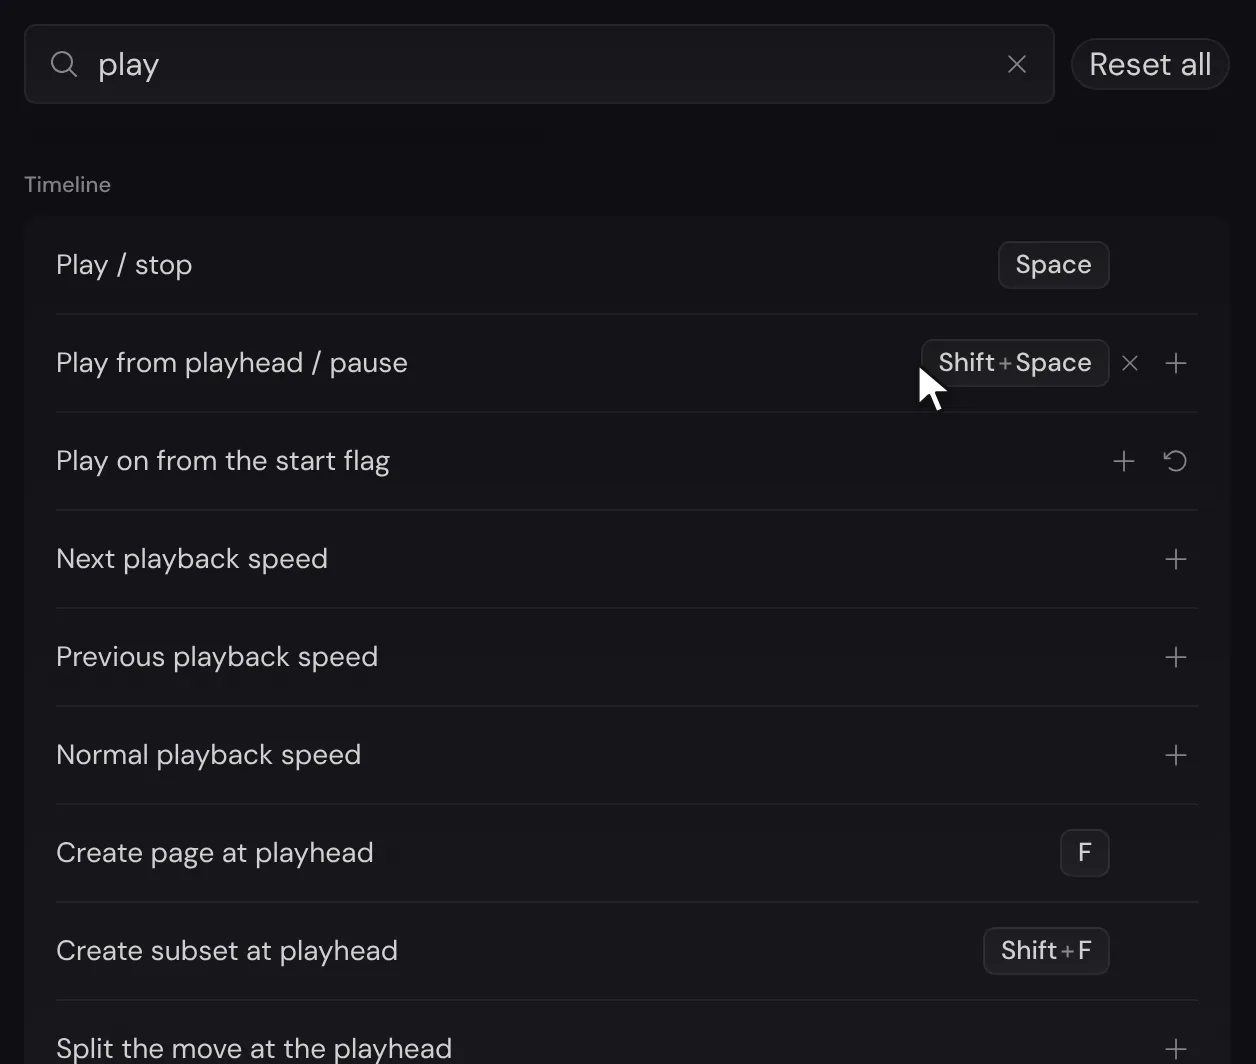 play
Reset all
Timeline
Play / stop
Space
Play from playhead / pause
Shift+Space
Play on from the start flag
Next playback speed
Previous playback speed
Normal playback speed
Create page at playhead
F
Create subset at playhead
Shift+F
Split the move at the playhead